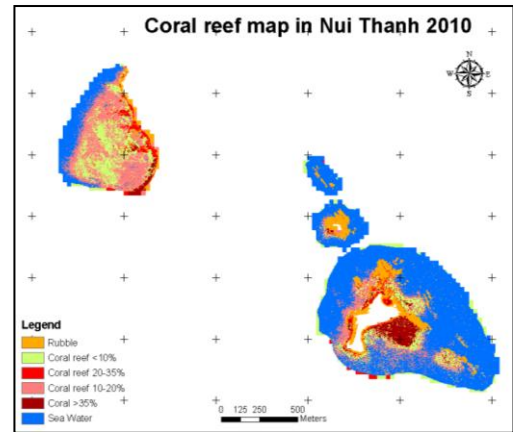 Coral reef map in Nui Thanh 2010
N
W E
S
Legend
Rubble
Coral reef <10%
Coral reef 20-35%
Coral reef 10-20%
Coral >35%
Sea Water
0 125 250 500
Meters